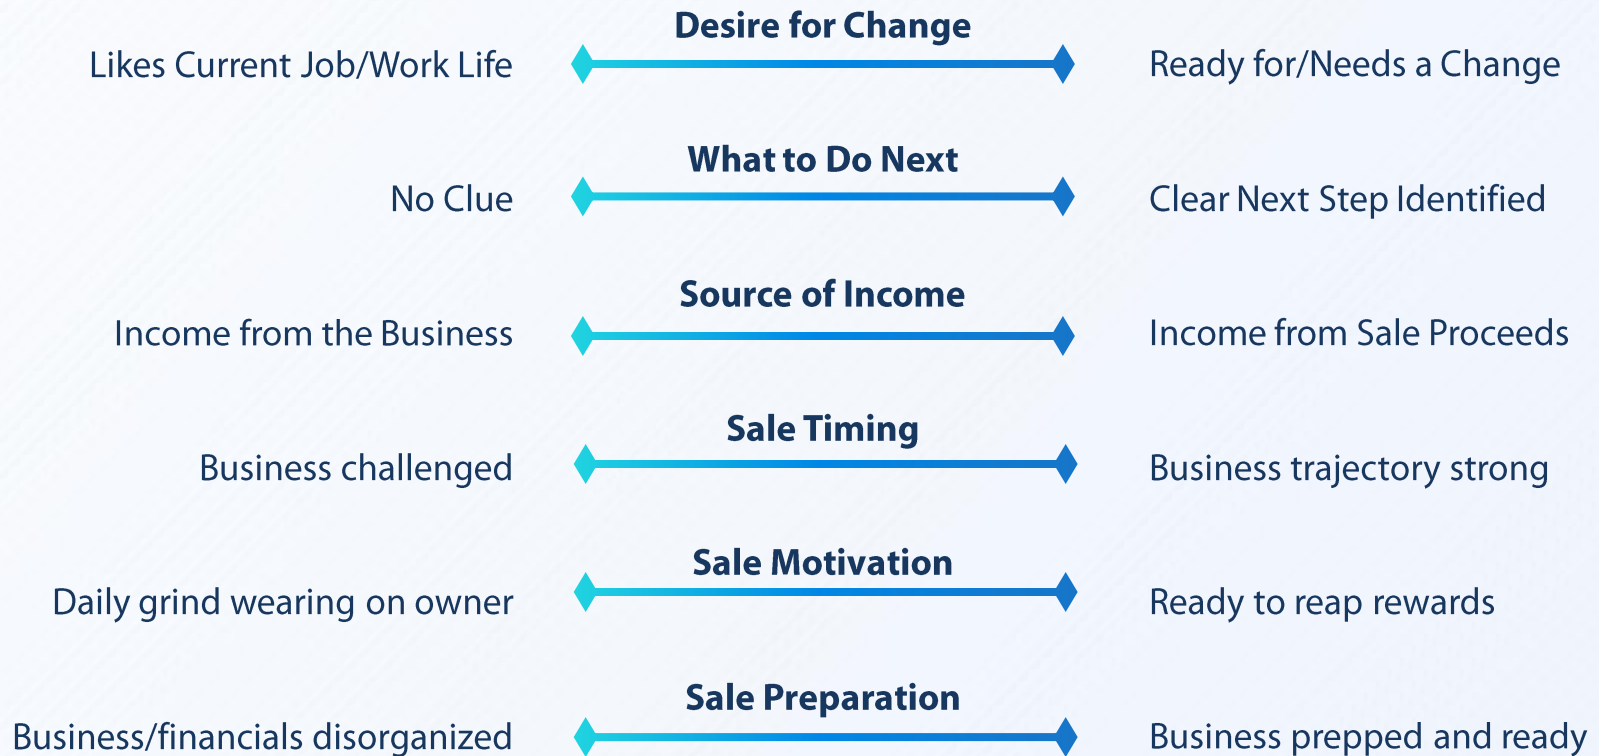 Desire for Change
Likes Current Job/Work Life
Ready for/Needs a Change
What to Do Next
No Clue
Clear Next Step Identified
Source of Income
Income from the Business
Income from Sale Proceeds
Sale Timing
Business challenged
Business trajectory strong
Sale Motivation
Daily grind wearing on owner
Ready to reap rewards
Sale Preparation
Business/financials disorganized
Business prepped and ready